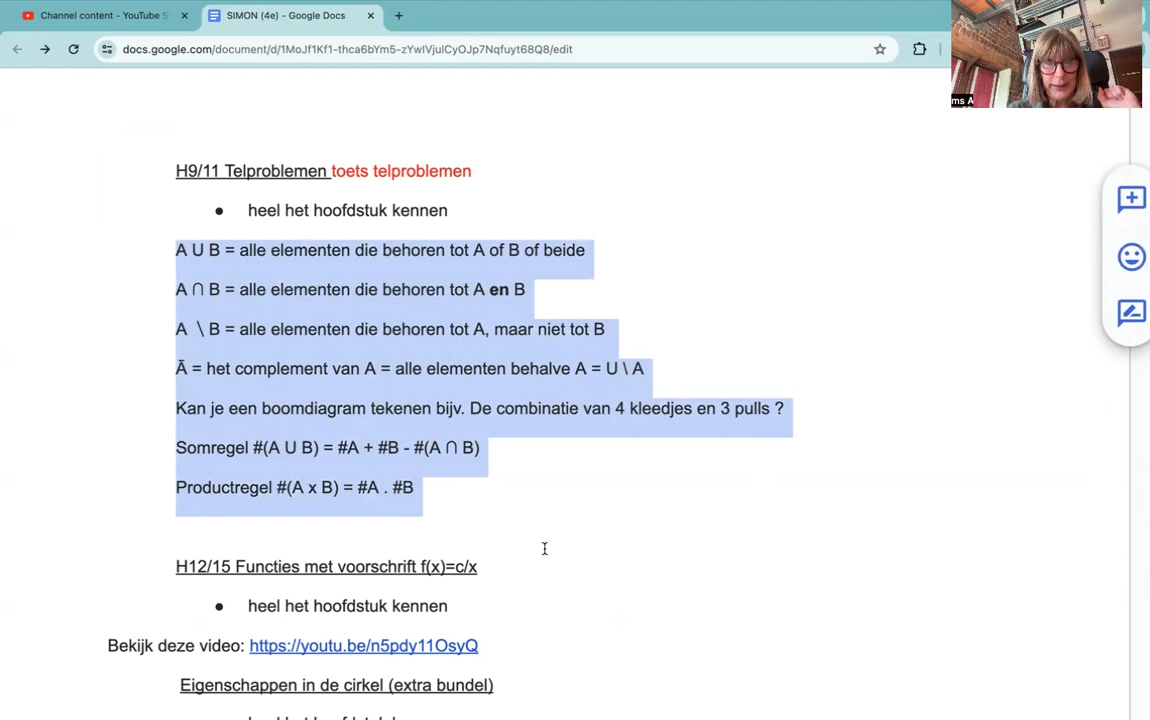 Channel content - YouTube S
SIMON (4e) - Google Docs
docs.google.com/document/d/1MoJf1Kf1-thca6bYm5-zYwIVjulCyOJp7Nqfuyt68Q8/edit
ms A
H9/11 Telproblemen toets telproblemen
● heel het hoofdstuk kennen
A U B = alle elementen die behoren tot A of B of beide
A ∩ B = alle elementen die behoren tot A en B
A \ B = alle elementen die behoren tot A, maar niet tot B
Ā = het complement van A = alle elementen behalve A = U \ A
Kan je een boomdiagram tekenen bijv. De combinatie van 4 kleedjes en 3 pulls ?
Somregel #(A U B) = #A + #B - #(A ∩ B)
Productregel #(A x B) = #A . #B
H12/15 Functies met voorschrift f(x)=c/x
● heel het hoofdstuk kennen
Bekijk deze video: https://youtu.be/n5pdy11OsyQ
Eigenschappen in de cirkel (extra bundel)